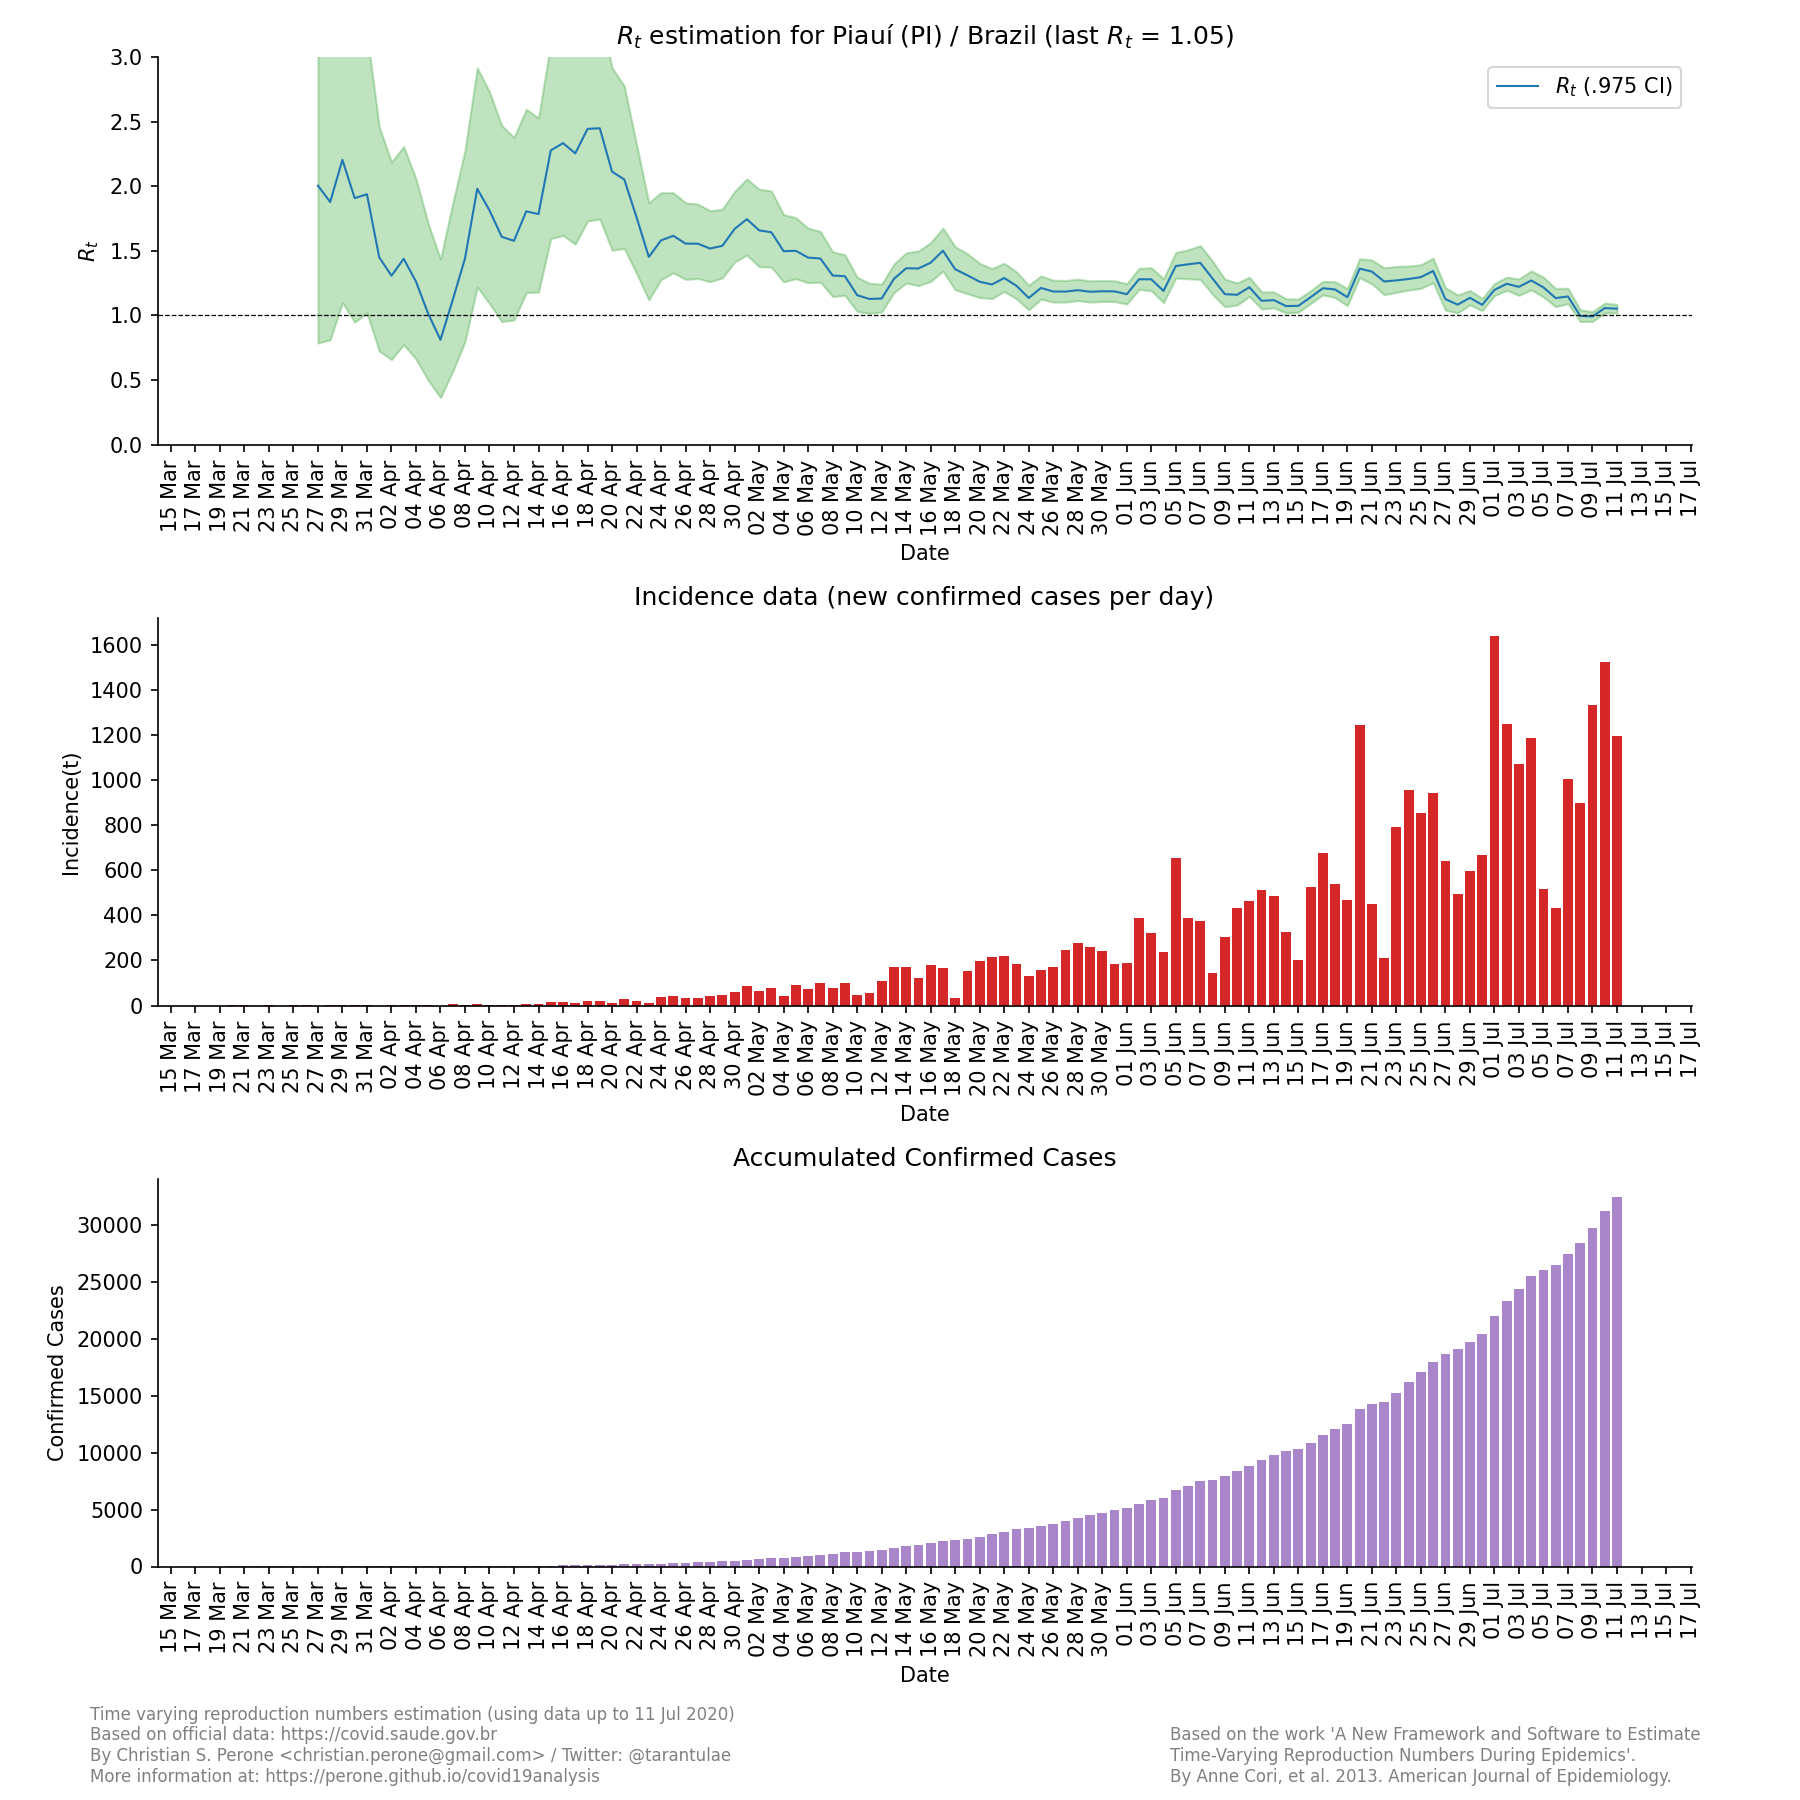 Rt estimation for Piauí (PI) / Brazil (last Rt = 1.05)
3.0
2.5
2.0
1.5
1.0
0.5
0.0
Rt
Rt (.975 CI)
15 Mar 17 Mar 19 Mar 21 Mar 23 Mar 25 Mar 27 Mar 29 Mar 31 Mar 02 Apr 04 Apr 06 Apr 08 Apr 10 Apr 12 Apr 14 Apr 16 Apr 18 Apr 20 Apr 22 Apr 24 Apr 26 Apr 28 Apr 30 Apr 02 May 04 May 06 May 08 May 10 May 12 May 14 May 16 May 18 May 20 May 22 May 24 May 26 May 28 May 30 May 01 Jun 03 Jun 05 Jun 07 Jun 09 Jun 11 Jun 13 Jun 15 Jun 17 Jun 19 Jun 21 Jun 23 Jun 25 Jun 27 Jun 29 Jun 01 Jul 03 Jul 05 Jul 07 Jul 09 Jul 11 Jul 13 Jul 15 Jul 17 Jul
Date
Incidence data (new confirmed cases per day)
1600
1400
1200
1000
800
600
400
200
0
Incidence(t)
15 Mar 17 Mar 19 Mar 21 Mar 23 Mar 25 Mar 27 Mar 29 Mar 31 Mar 02 Apr 04 Apr 06 Apr 08 Apr 10 Apr 12 Apr 14 Apr 16 Apr 18 Apr 20 Apr 22 Apr 24 Apr 26 Apr 28 Apr 30 Apr 02 May 04 May 06 May 08 May 10 May 12 May 14 May 16 May 18 May 20 May 22 May 24 May 26 May 28 May 30 May 01 Jun 03 Jun 05 Jun 07 Jun 09 Jun 11 Jun 13 Jun 15 Jun 17 Jun 19 Jun 21 Jun 23 Jun 25 Jun 27 Jun 29 Jun 01 Jul 03 Jul 05 Jul 07 Jul 09 Jul 11 Jul 13 Jul 15 Jul 17 Jul
Date
Accumulated Confirmed Cases
30000
25000
20000
15000
10000
5000
0
Confirmed Cases
15 Mar 17 Mar 19 Mar 21 Mar 23 Mar 25 Mar 27 Mar 29 Mar 31 Mar 02 Apr 04 Apr 06 Apr 08 Apr 10 Apr 12 Apr 14 Apr 16 Apr 18 Apr 20 Apr 22 Apr 24 Apr 26 Apr 28 Apr 30 Apr 02 May 04 May 06 May 08 May 10 May 12 May 14 May 16 May 18 May 20 May 22 May 24 May 26 May 28 May 30 May 01 Jun 03 Jun 05 Jun 07 Jun 09 Jun 11 Jun 13 Jun 15 Jun 17 Jun 19 Jun 21 Jun 23 Jun 25 Jun 27 Jun 29 Jun 01 Jul 03 Jul 05 Jul 07 Jul 09 Jul 11 Jul 13 Jul 15 Jul 17 Jul
Date
Time varying reproduction numbers estimation (using data up to 11 Jul 2020)
Based on official data: https://covid.saude.gov.br
By Christian S. Perone <christian.perone@gmail.com> / Twitter: @tarantulae
More information at: https://perone.github.io/covid19analysis
Based on the work 'A New Framework and Software to Estimate
Time-Varying Reproduction Numbers During Epidemics'.
By Anne Cori, et al. 2013. American Journal of Epidemiology.